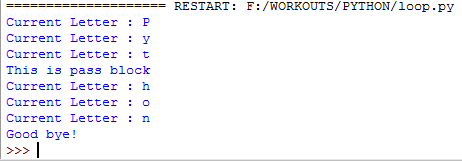 ==================== RESTART: F:/WORKOUTS/PYTHON/loop.py
Current Letter : P
Current Letter : y
Current Letter : t
This is pass block
Current Letter : h
Current Letter : o
Current Letter : n
Good bye!
>>>